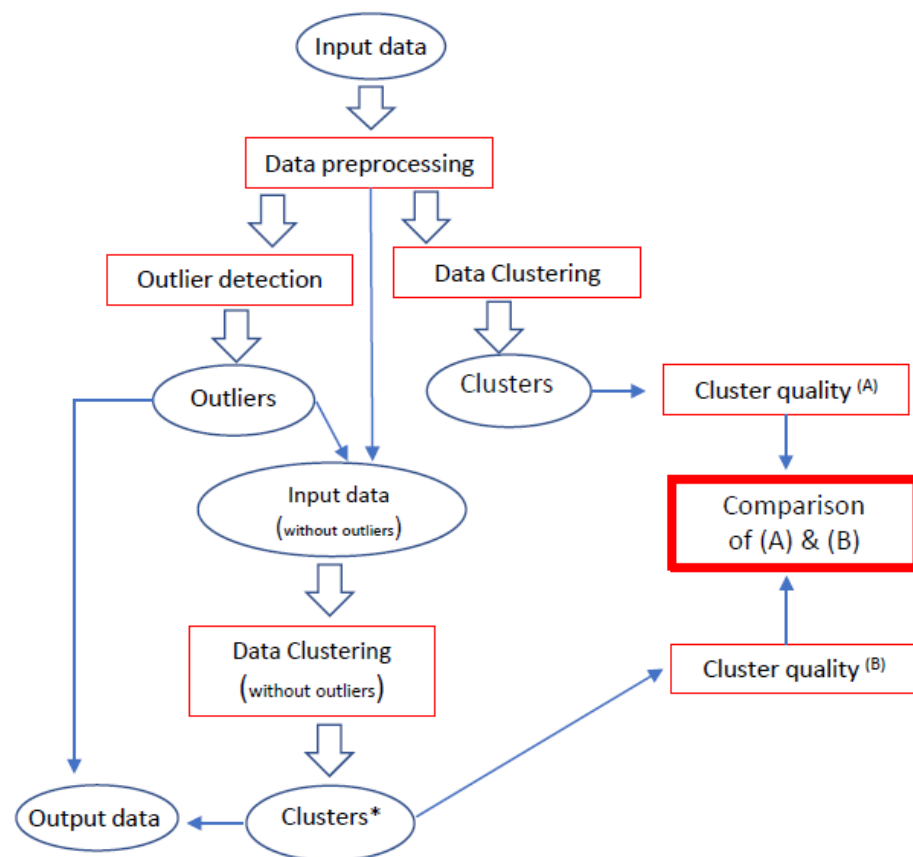 Input data
Data preprocessing
Outlier detection
Data Clustering
Outliers
Clusters
Cluster quality (A)
Input data
(without outliers)
Comparison
of (A) & (B)
Data Clustering
(without outliers)
Cluster quality (B)
Output data
Clusters*